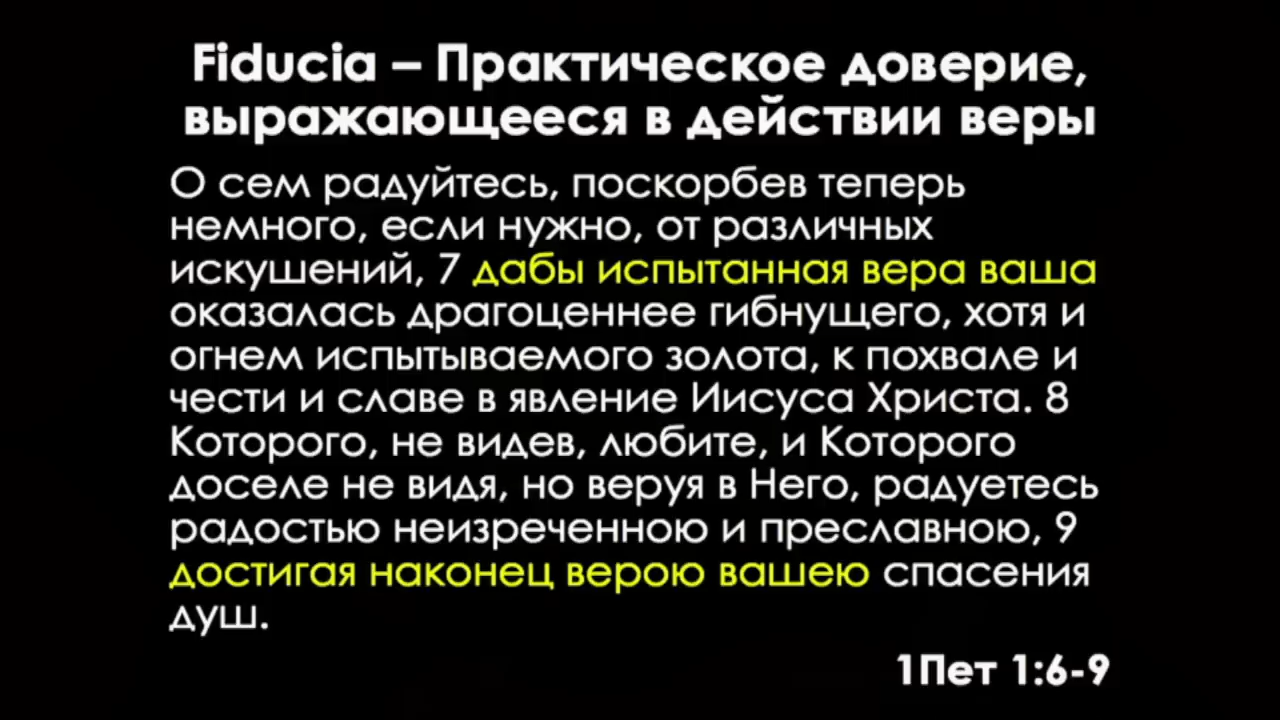 Fiducia – Практическое доверие,
выражающееся в действии веры
О сем радуйтесь, поскорбев теперь
немного, если нужно, от различных
искушений, 7 дабы испытанная вера ваша
оказалась драгоценнее гибнущего, хотя и
огнем испытываемого золота, к похвале и
чести и славе в явление Иисуса Христа. 8
Которого, не видев, любите, и Которого
доселе не видя, но веруя в Него, радуетесь
радостью неизреченною и преславною, 9
достигая наконец верою вашею спасения
душ.
1Пет 1:6-9